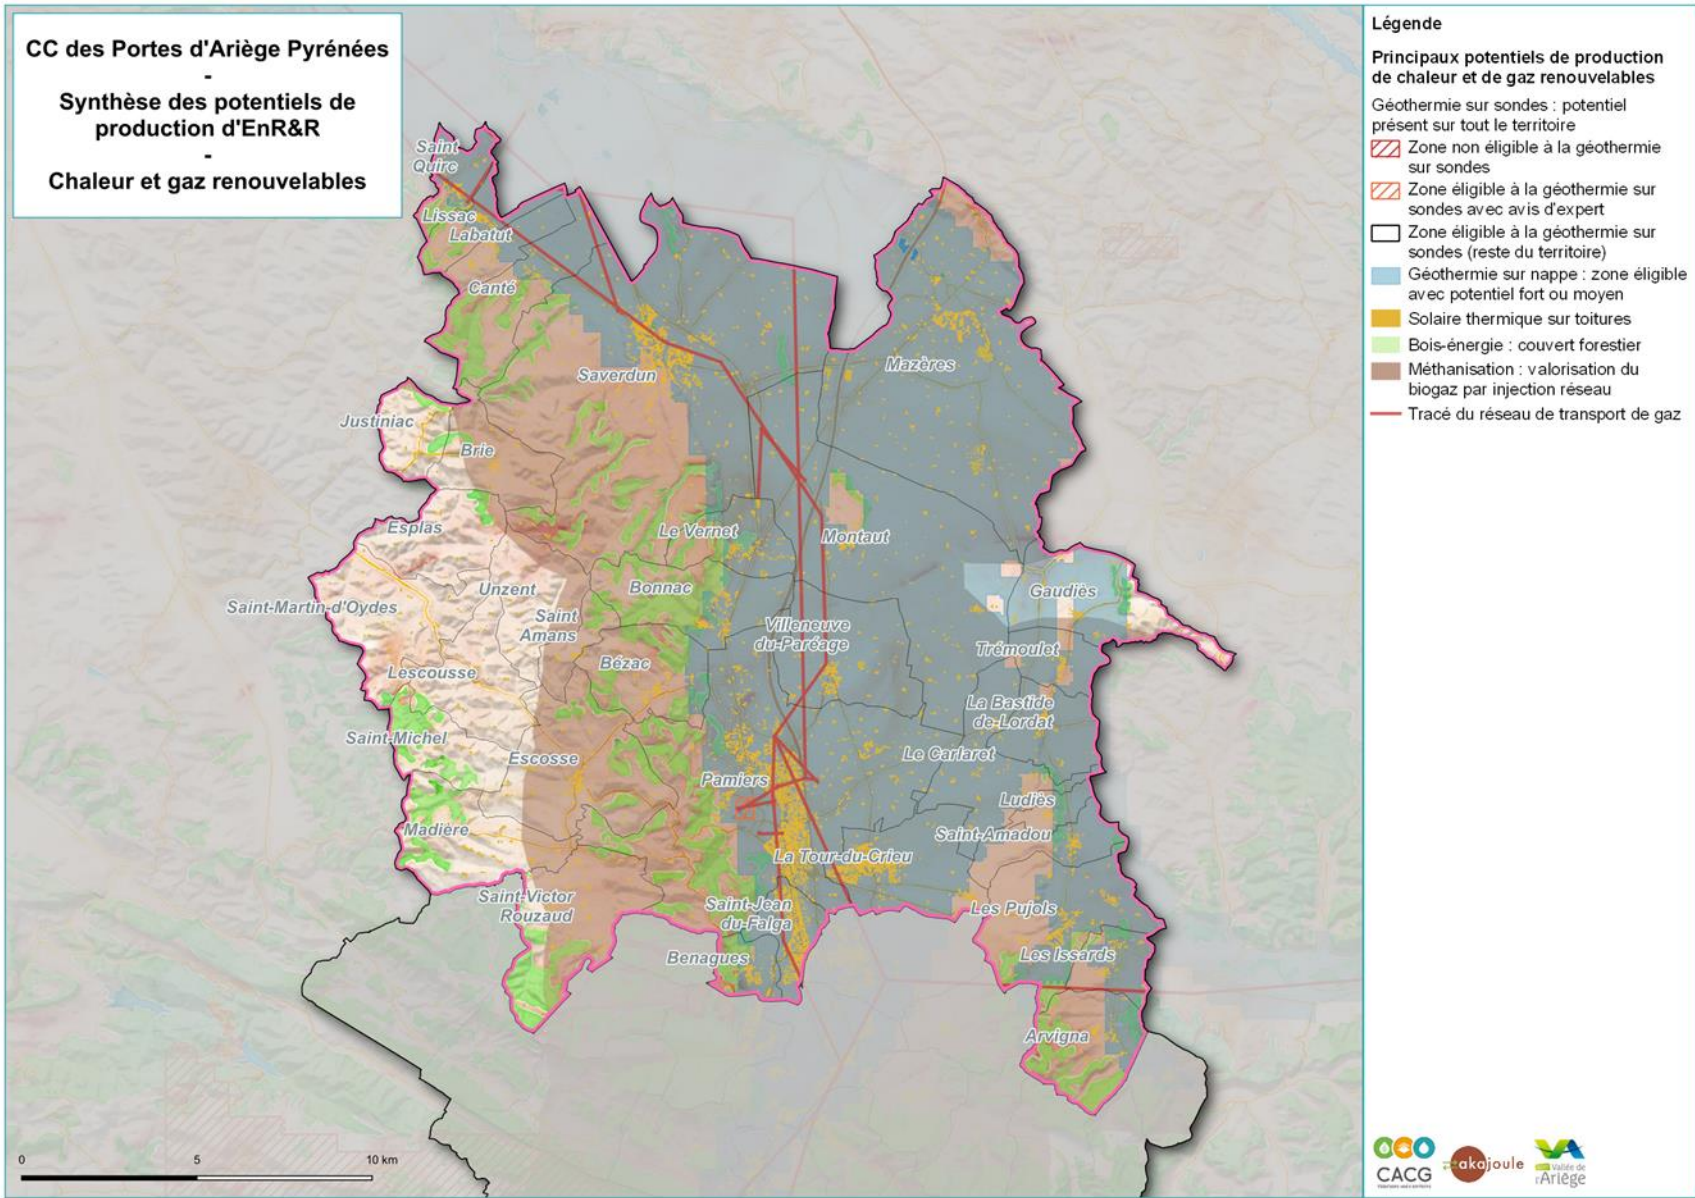 CC des Portes d'Ariège Pyrénées
-
Synthèse des potentiels de
production d'EnR&R
-
Chaleur et gaz renouvelables
Légende
Principaux potentiels de production
de chaleur et de gaz renouvelables
Géothermie sur sondes : potentiel
présent sur tout le territoire
Zone non éligible à la géothermie
sur sondes
Zone éligible à la géothermie sur
sondes avec avis d'expert
Zone éligible à la géothermie sur
sondes (reste du territoire)
Géothermie sur nappe : zone éligible
avec potentiel fort ou moyen
Solaire thermique sur toitures
Bois-énergie : couvert forestier
Méthanisation : valorisation du
biogaz par injection réseau
Tracé du réseau de transport de gaz
Saint
Quirc
Lissac
Labatut
Canté
Saverdun
Mazères
Justiniac
Brie
Esplas
Le Vernet
Montaut
Unzent
Bonnac
Gaudiès
Saint-Martin-d'Oydes
Saint
Amans
Villeneuve
du-Paréage
Trémoulet
Bézac
Lescousse
La Bastide
de-Lordat
Saint-Michel
Escosse
Le Carlaret
Pamiers
Ludiès
Madière
Saint-Amadou
La Tour-du-Crieu
Saint-Victor
Rouzaud
Saint-Jean
du-Falga
Les Pujols
Benagues
Les Issards
Arvigna
0 5 10 km
CACG
akajoule
Vallée de
l'Ariège